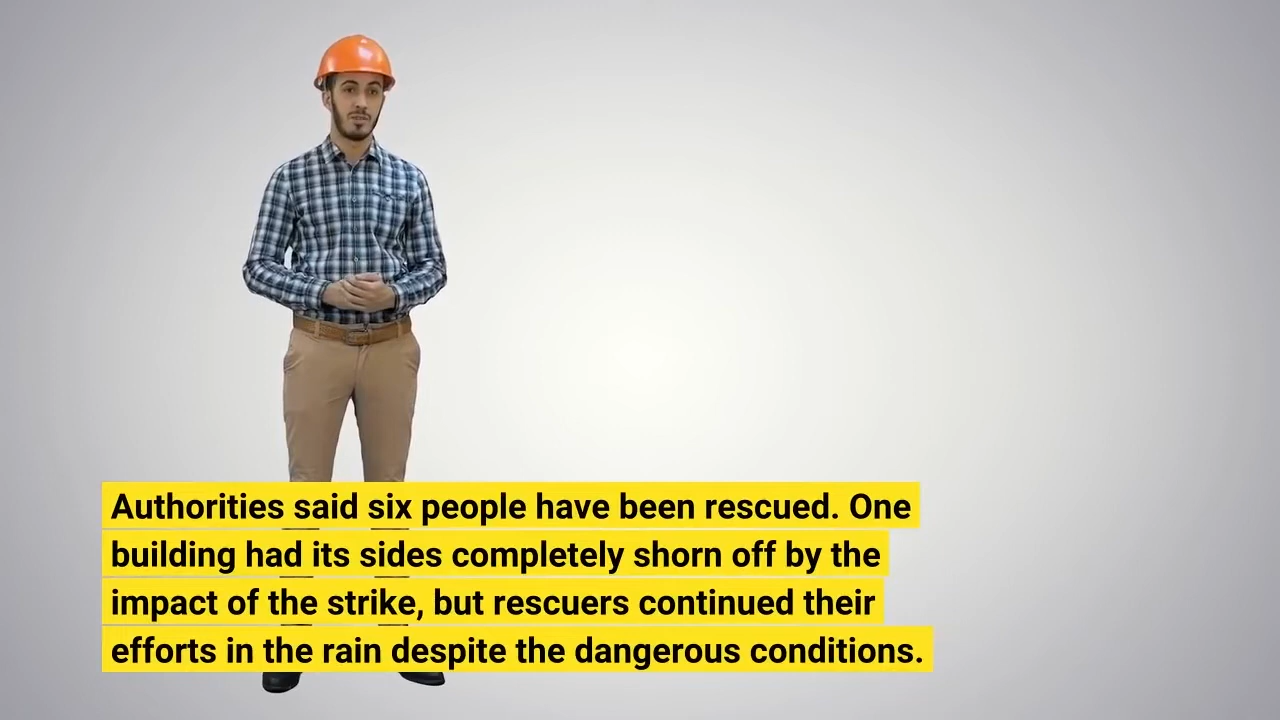 Authorities said six people have been rescued. One
building had its sides completely shorn off by the
impact of the strike, but rescuers continued their
efforts in the rain despite the dangerous conditions.